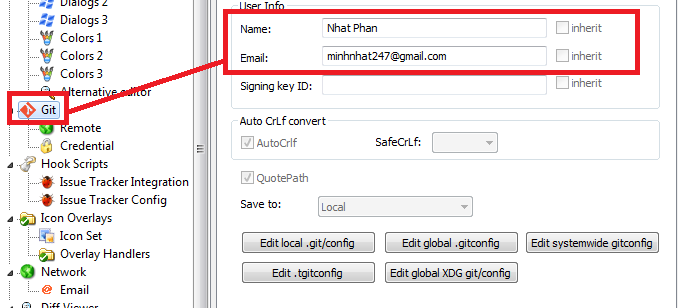 Dialogs 2
Dialogs 3
Colors 1
Colors 2
Colors 3
Alternative editor
Git
Remote
Credential
Hook Scripts
Issue Tracker Integration
Issue Tracker Config
Icon Overlays
Icon Set
Overlay Handlers
Network
Email
Diff Viewer
User Info
Name: Nhat Phan inherit
Email: minhnhat247@gmail.com inherit
Signing key ID: inherit
Auto CrLf convert
AutoCrlf SafeCrLf:
QuotePath
Save to: Local
Edit local .git/config Edit global .gitconfig Edit systemwide gitconfig
Edit .tgitconfig Edit global XDG git/config